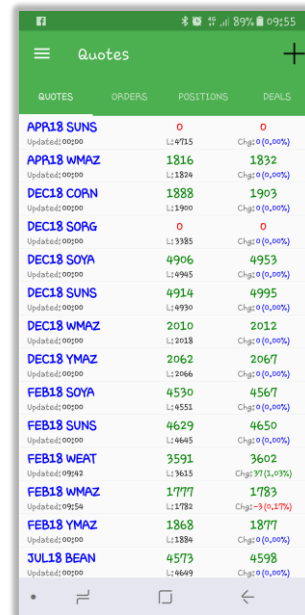 89% 09:55
Quotes
QUOTES ORDERS POSITIONS DEALS
APR18 SUNS 0 0
Updated: 00:00 L:4715 Chg: 0 (0,00%)
APR18 WMAZ 1816 1832
Updated: 00:00 L:1824 Chg: 0 (0,00%)
DEC18 CORN 1888 1903
Updated: 00:00 L:1900 Chg: 0 (0,00%)
DEC18 SORG 0 0
Updated: 00:00 L:3385 Chg: 0 (0,00%)
DEC18 SOYA 4906 4953
Updated: 00:00 L:4945 Chg: 0 (0,00%)
DEC18 SUNS 4914 4995
Updated: 00:00 L:4930 Chg: 0 (0,00%)
DEC18 WMAZ 2010 2012
Updated: 00:00 L:2018 Chg: 0 (0,00%)
DEC18 YMAZ 2062 2067
Updated: 00:00 L:2066 Chg: 0 (0,00%)
FEB18 SOYA 4530 4567
Updated: 00:00 L:4551 Chg: 0 (0,00%)
FEB18 SUNS 4629 4650
Updated: 00:00 L:4645 Chg: 0 (0,00%)
FEB18 WEAT 3591 3602
Updated: 09:42 L:3615 Chg: 37 (1,03%)
FEB18 WMAZ 1777 1783
Updated: 09:54 L:1782 Chg: -3 (0,17%)
FEB18 YMAZ 1868 1877
Updated: 00:00 L:1884 Chg: 0 (0,00%)
JUL18 BEAN 4573 4598
Updated: 00:00 L:4649 Chg: 0 (0,00%)